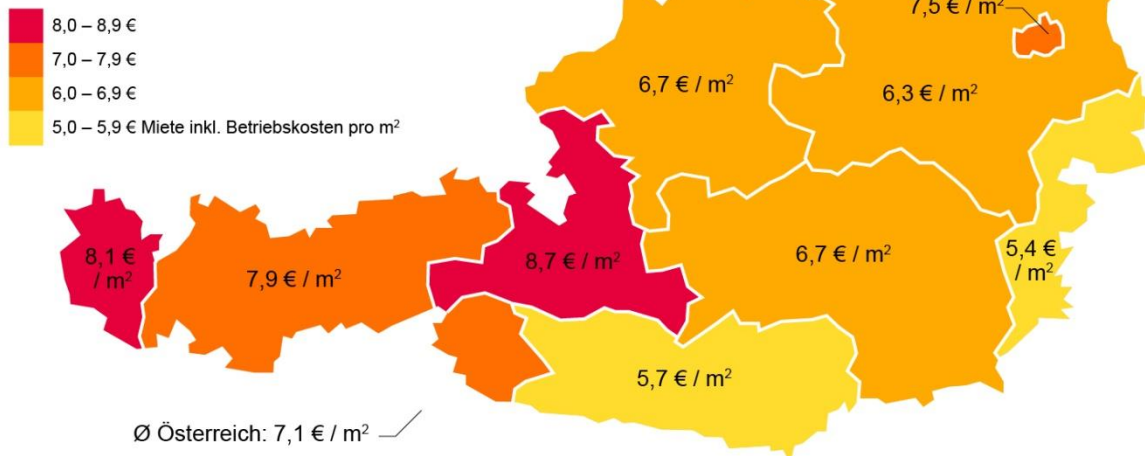 7,5 € / m²
8,0 – 8,9 €
7,0 – 7,9 €
6,0 – 6,9 €
5,0 – 5,9 € Miete inkl. Betriebskosten pro m²
6,7 € / m²
6,3 € / m²
8,1 €
/ m²
7,9 € / m²
8,7 € / m²
6,7 € / m²
5,4 €
/ m²
5,7 € / m²
Ø Österreich: 7,1 € / m²